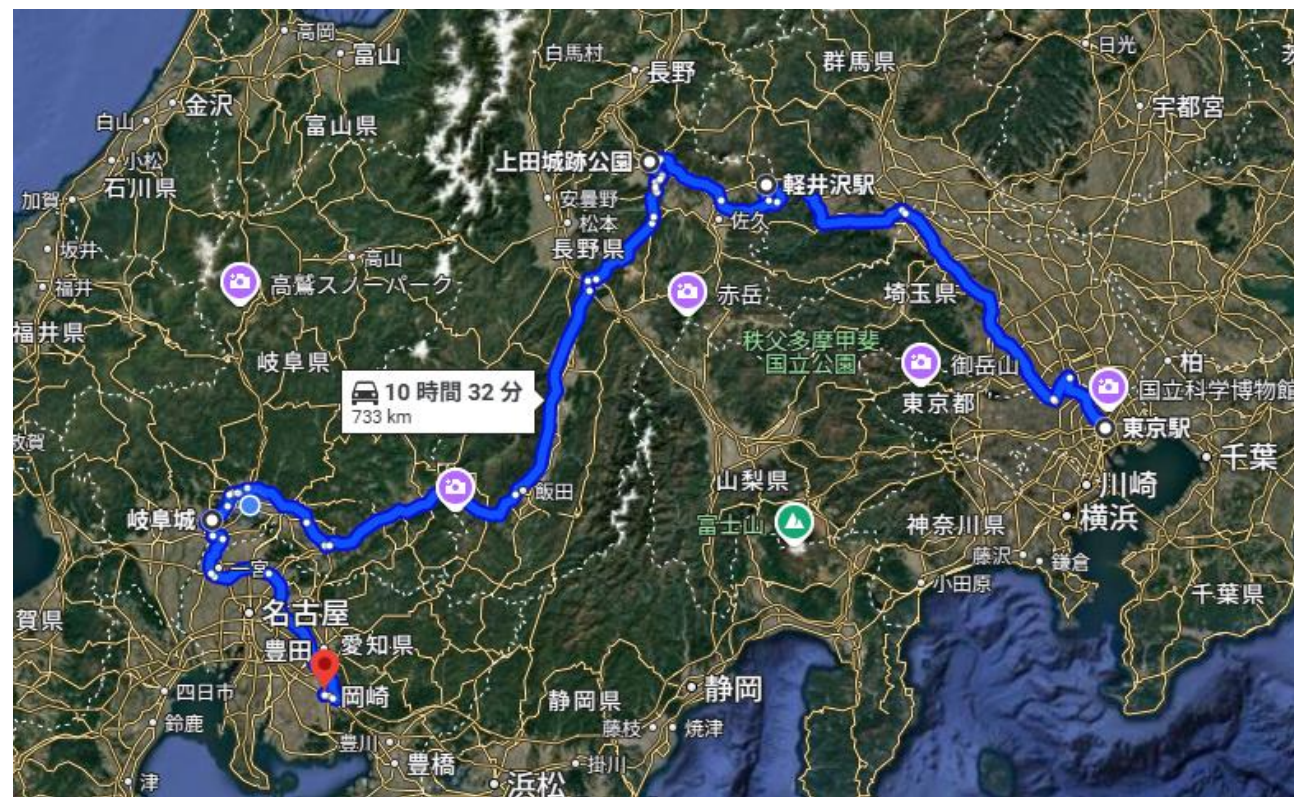 高岡
富山
白馬村
長野
群馬県
日光
宇都宮
金沢
白山
富山県
小松
石川県
上田城跡公園
軽井沢駅
加賀
安曇野
松本
佐久
長野県
坂井
高山
福井
高鷲スノーパーク
赤岳
埼玉県
福井県
岐阜県
秩父多摩甲斐
国立公園
御岳山
柏
10 時間 32 分
733 km
東京都
国立科学博物館
東京駅
敦賀
千葉
飯田
山梨県
川崎
岐阜城
富士山
神奈川県
横浜
藤沢
鎌倉
一宮
小田原
千葉県
名古屋
賀県
豊田
愛知県
四日市
岡崎
静岡県
静岡
鈴鹿
藤枝
焼津
豊川
豊橋
掛川
津
浜松